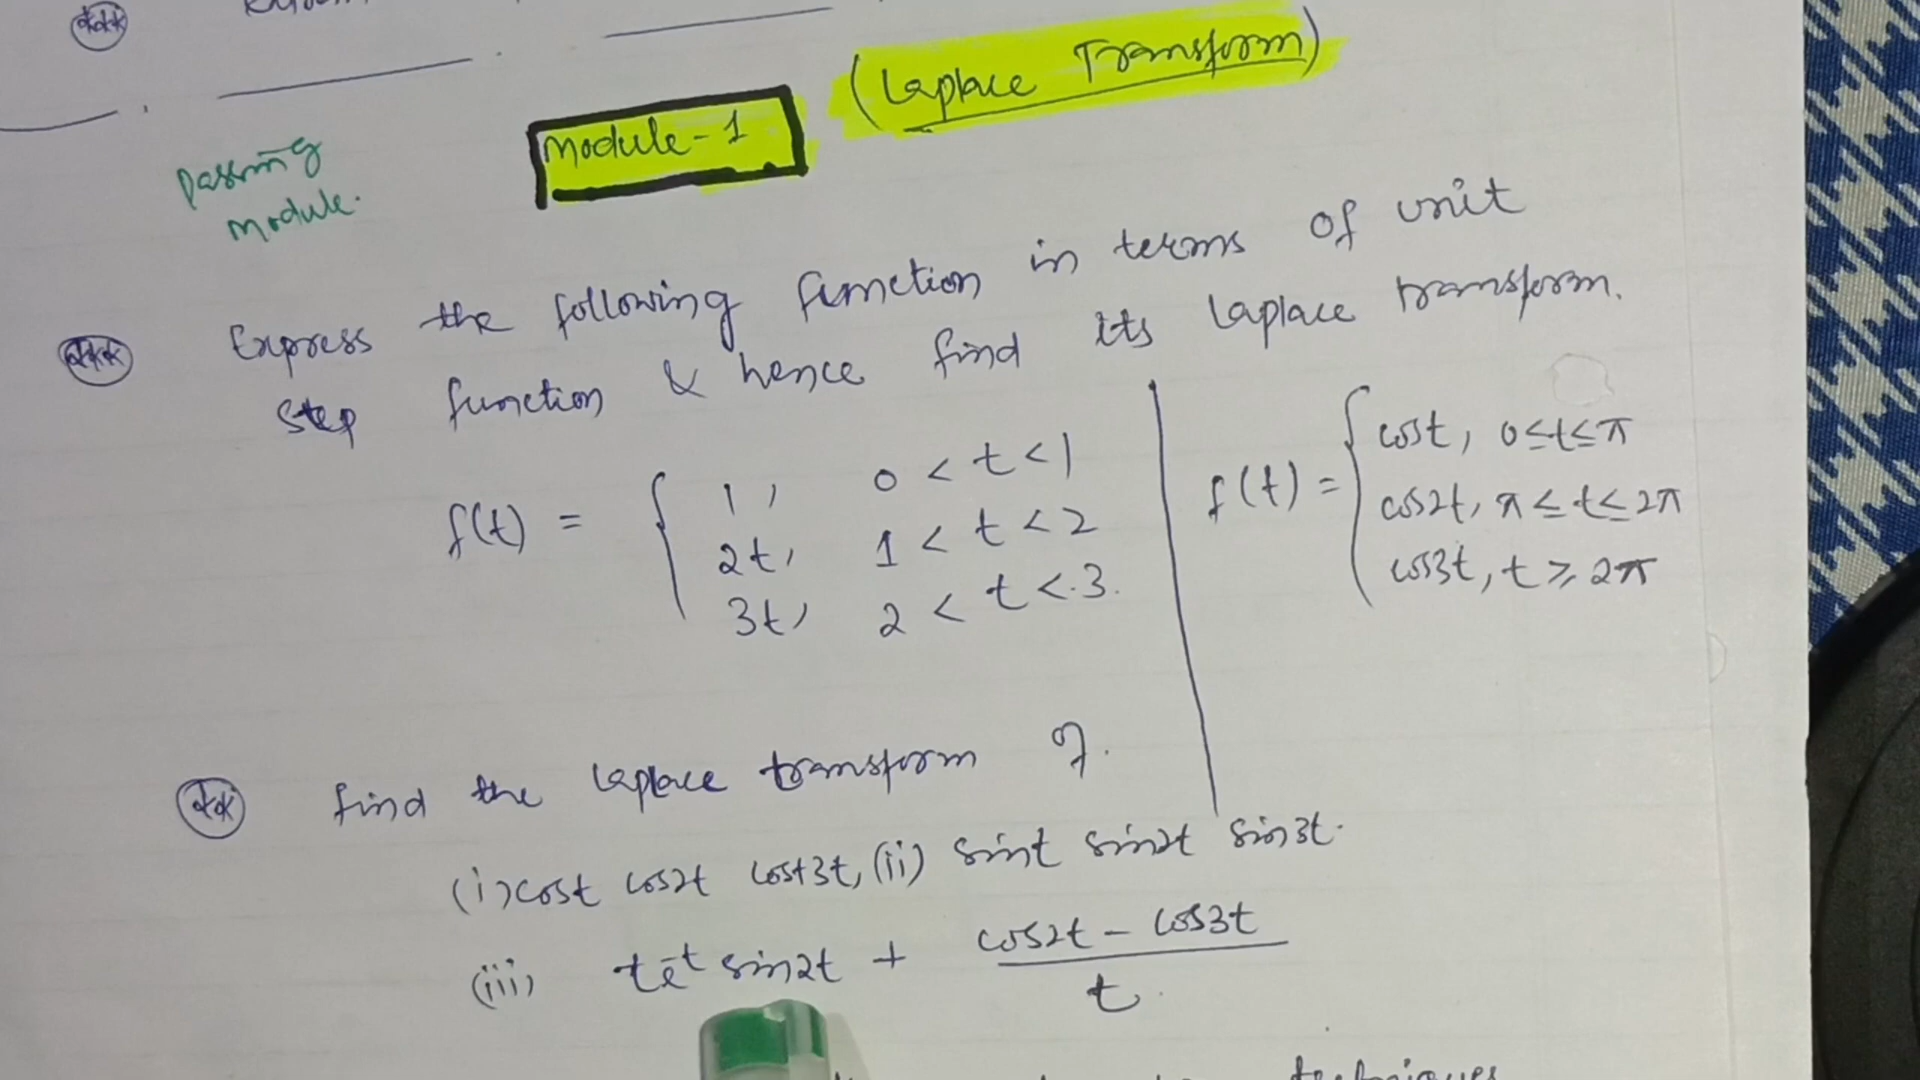 (Laplace Transform)
Module-1
passing
module.
Express the following function in terms of unit
step function & hence find its Laplace transform.
f(t) = { 1, 0 < t < 1
2t, 1 < t < 2
3t, 2 < t < 3.
f(t) = { cost, 0≤t≤π
cos2t, π≤t≤2π
cos3t, t ≥ 2π
find the Laplace transform of.
(i) cost cos2t cost3t, (ii) sint sin2t sin3t.
(iii) te⁻ᵗ sin2t + (cos2t - cos3t)/t
techniques